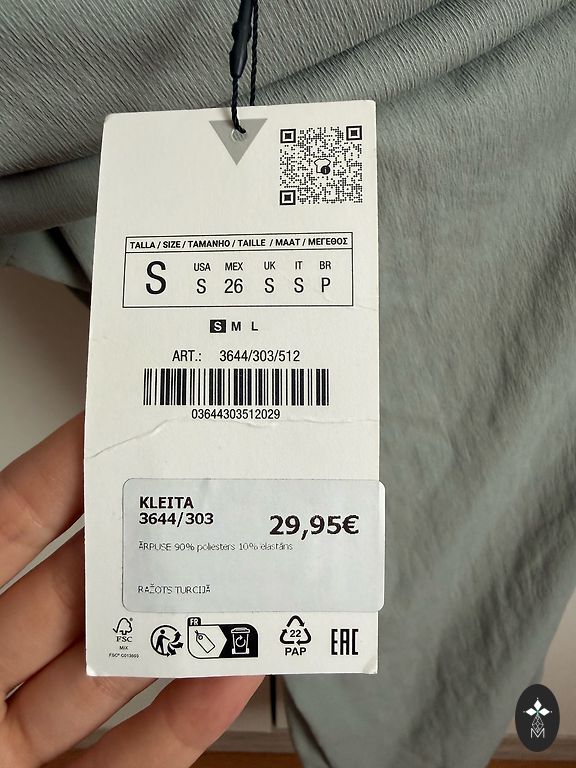 TALLA / SIZE / TAMANHO / TAILLE / MAAT / ΜΕΓΕΘΟΣ
S
USA MEX UK IT BR
S 26 S S P
S M L
ART.: 3644/303/512
03644303512029
KLEITA
3644/303
29,95€
ĀRPUSE 90% poliesters 10% elastāns
RAŽOTS TURCIJĀ
FSC
MIX
FR
22
PAP
EAC
M